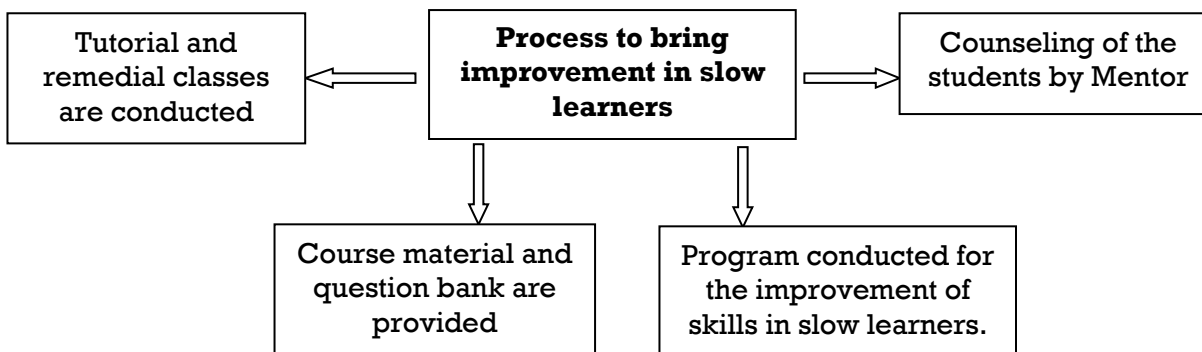 Tutorial and
remedial classes
are conducted
Process to bring
improvement in slow
learners
Counseling of the
students by Mentor
Course material and
question bank are
provided
Program conducted for
the improvement of
skills in slow learners.